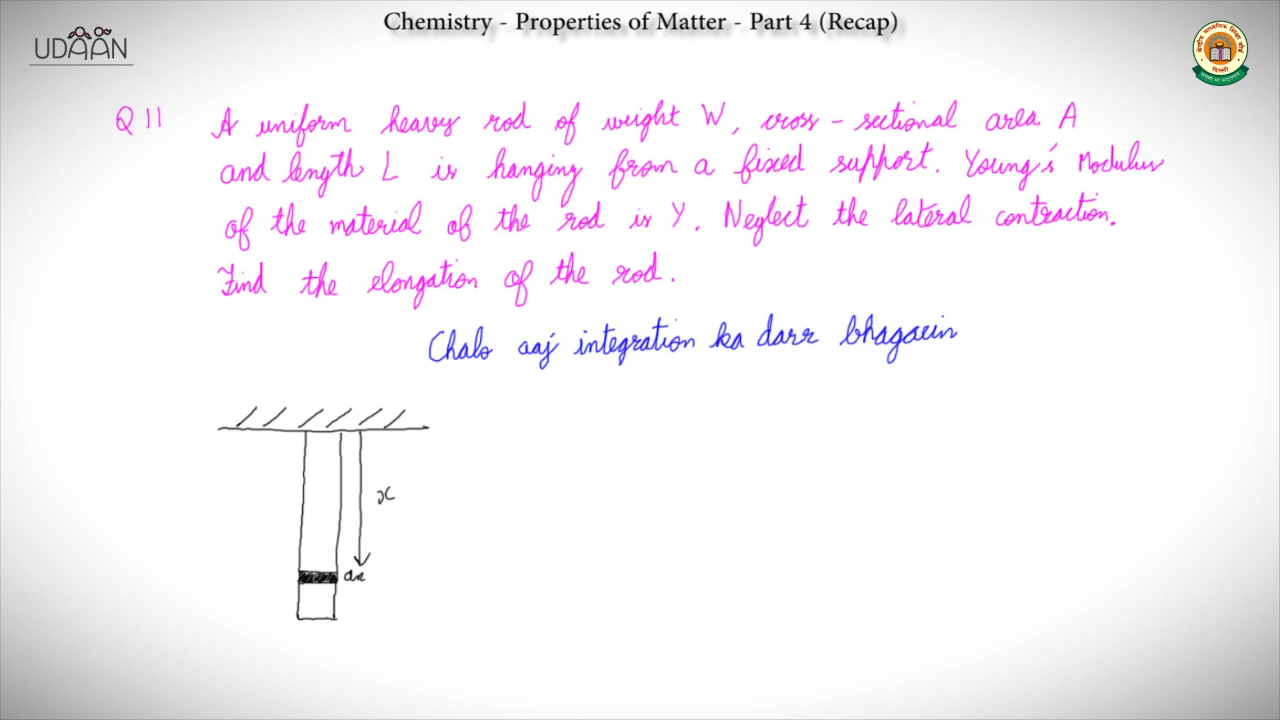 Chemistry - Properties of Matter - Part 4 (Recap)
UDAAN
Q 11 A uniform heavy rod of weight W, cross-sectional area A
and length L is hanging from a fixed support. Young's Modulus
of the material of the rod is Y. Neglect the lateral contraction.
Find the elongation of the rod.
Chalo aaj integration ka darr bhagaein
x
dx